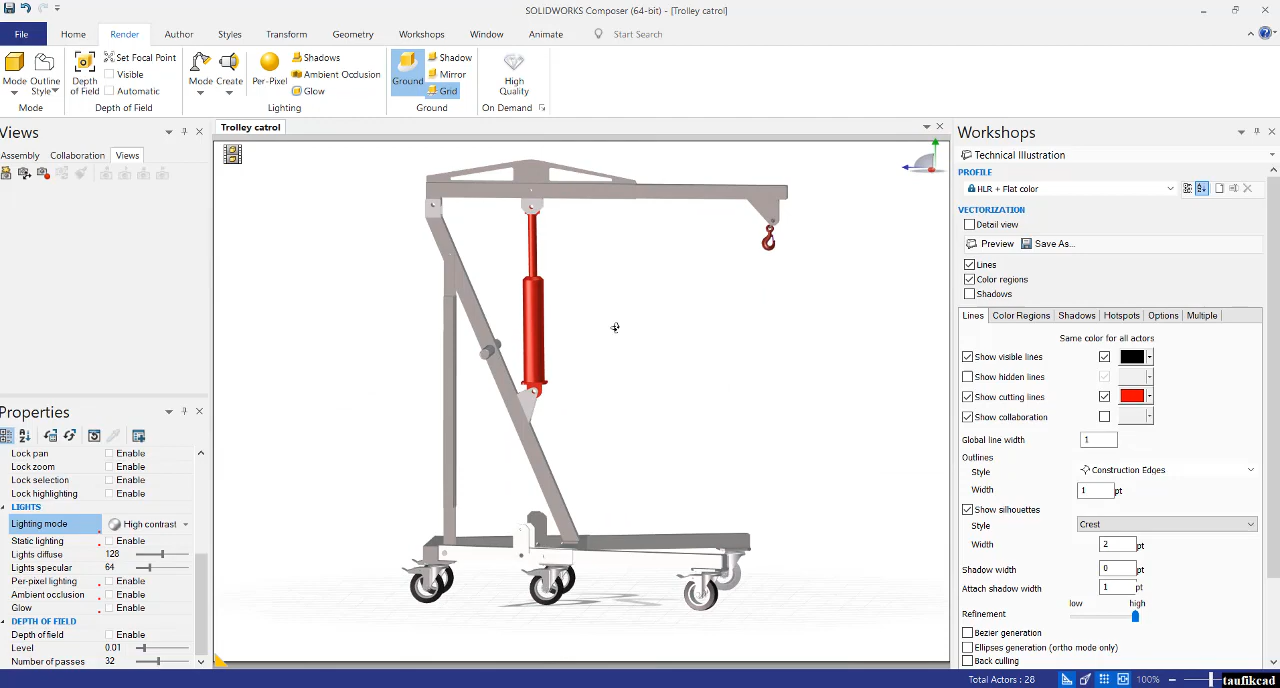 SOLIDWORKS Composer (64-bit) - [Trolley catrol]
File Home Render Author Styles Transform Geometry Workshops Window Animate Start Search
Mode Outline Style
Mode
Depth of Field
Set Focal Point
Visible
Automatic
Depth of Field
Mode Create
Per-Pixel
Shadows
Ambient Occlusion
Glow
Lighting
Ground
Shadow
Mirror
Grid
Ground
High Quality
On Demand
Views
Assembly Collaboration Views
Trolley catrol
Properties
Lock pan Enable
Lock zoom Enable
Lock selection Enable
Lock highlighting Enable
LIGHTS
Lighting mode High contrast
Static lighting Enable
Lights diffuse 128
Lights specular 64
Per-pixel lighting Enable
Ambient occlusion Enable
Glow Enable
DEPTH OF FIELD
Depth of field Enable
Level 0.01
Number of passes 32
Workshops
Technical Illustration
PROFILE
HLR + Flat color
VECTORIZATION
Detail view
Preview Save As...
Lines
Color regions
Shadows
Lines Color Regions Shadows Hotspots Options Multiple
Same color for all actors
Show visible lines
Show hidden lines
Show cutting lines
Show collaboration
Global line width 1
Outlines
Style Construction Edges
Width 1 pt
Show silhouettes
Style Crest
Width 2 pt
Shadow width 0 pt
Attach shadow width 1 pt
low high
Refinement
Bezier generation
Ellipses generation (ortho mode only)
Back culling
Total Actors : 28 100%
taufikcad